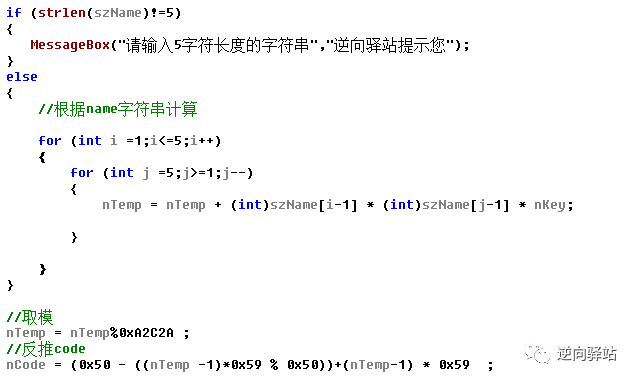 if (strlen(szName)!=5)
{
MessageBox("请输入5字符长度的字符串","逆向驿站提示您");
}
else
{
//根据name字符串计算
for (int i =1;i<=5;i++)
{
for (int j =5;j>=1;j--)
{
nTemp = nTemp + (int)szName[i-1] * (int)szName[j-1] * nKey;
}
}
}
//取模
nTemp = nTemp%0xA2C2A ;
//反推code
nCode = (0x50 - ((nTemp -1)*0x59 % 0x50))+(nTemp-1) * 0x59 ;
逆向驿站